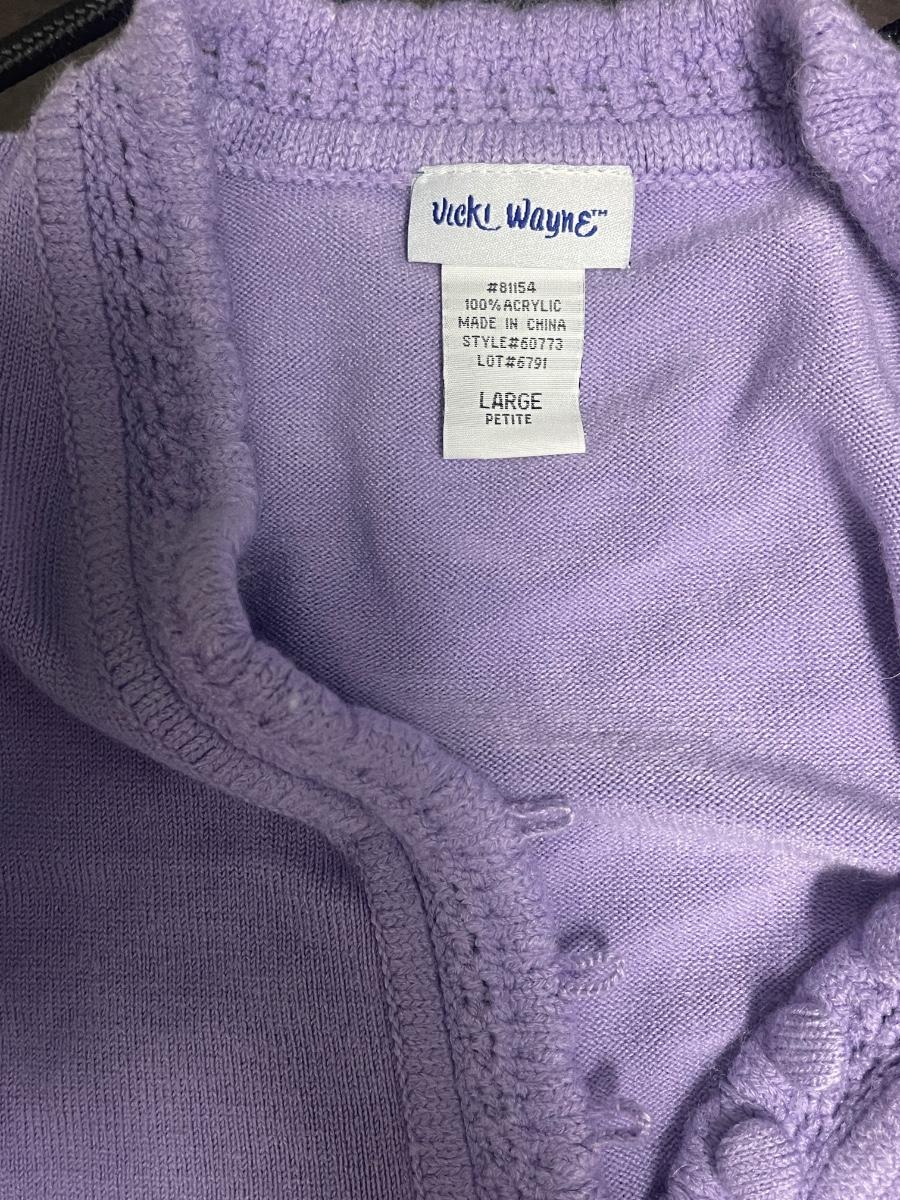 Vicki Wayne™
#81154
100% ACRYLIC
MADE IN CHINA
STYLE#60773
LOT#6791
LARGE
PETITE